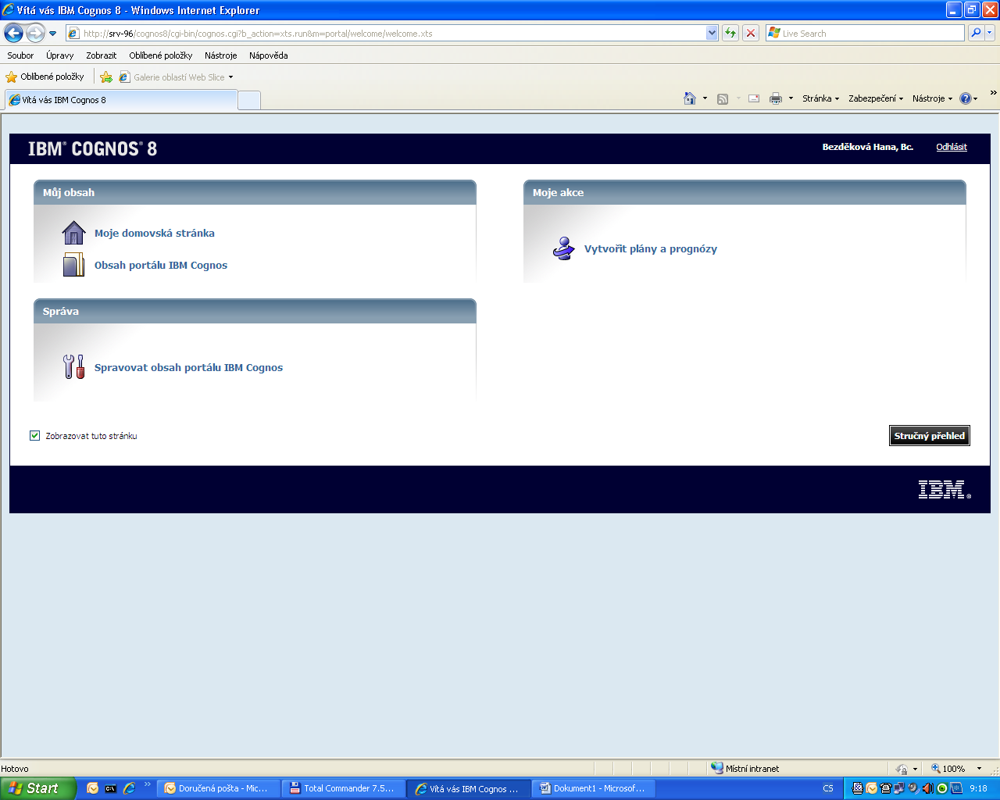 Vítá vás IBM Cognos 8 - Windows Internet Explorer
http://srv-96/cognos8/cgi-bin/cognos.cgi?b_action=xts.run&m=portal/welcome/welcome.xts
Live Search
Soubor Úpravy Zobrazit Oblíbené položky Nástroje Nápověda
Oblíbené položky Galerie oblastí Web Slice
Vítá vás IBM Cognos 8
Stránka Zabezpečení Nástroje
IBM® COGNOS® 8
Bezděková Hana, Bc. Odhlásit
Můj obsah
Moje domovská stránka
Obsah portálu IBM Cognos
Moje akce
Vytvořit plány a prognózy
Správa
Spravovat obsah portálu IBM Cognos
Zobrazovat tuto stránku
Stručný přehled
IBM®
Hotovo Místní intranet 100%
Start Doručená pošta - Mic... Total Commander 7.5... Vítá vás IBM Cognos ... Dokument1 - Microsof... CS 9:18